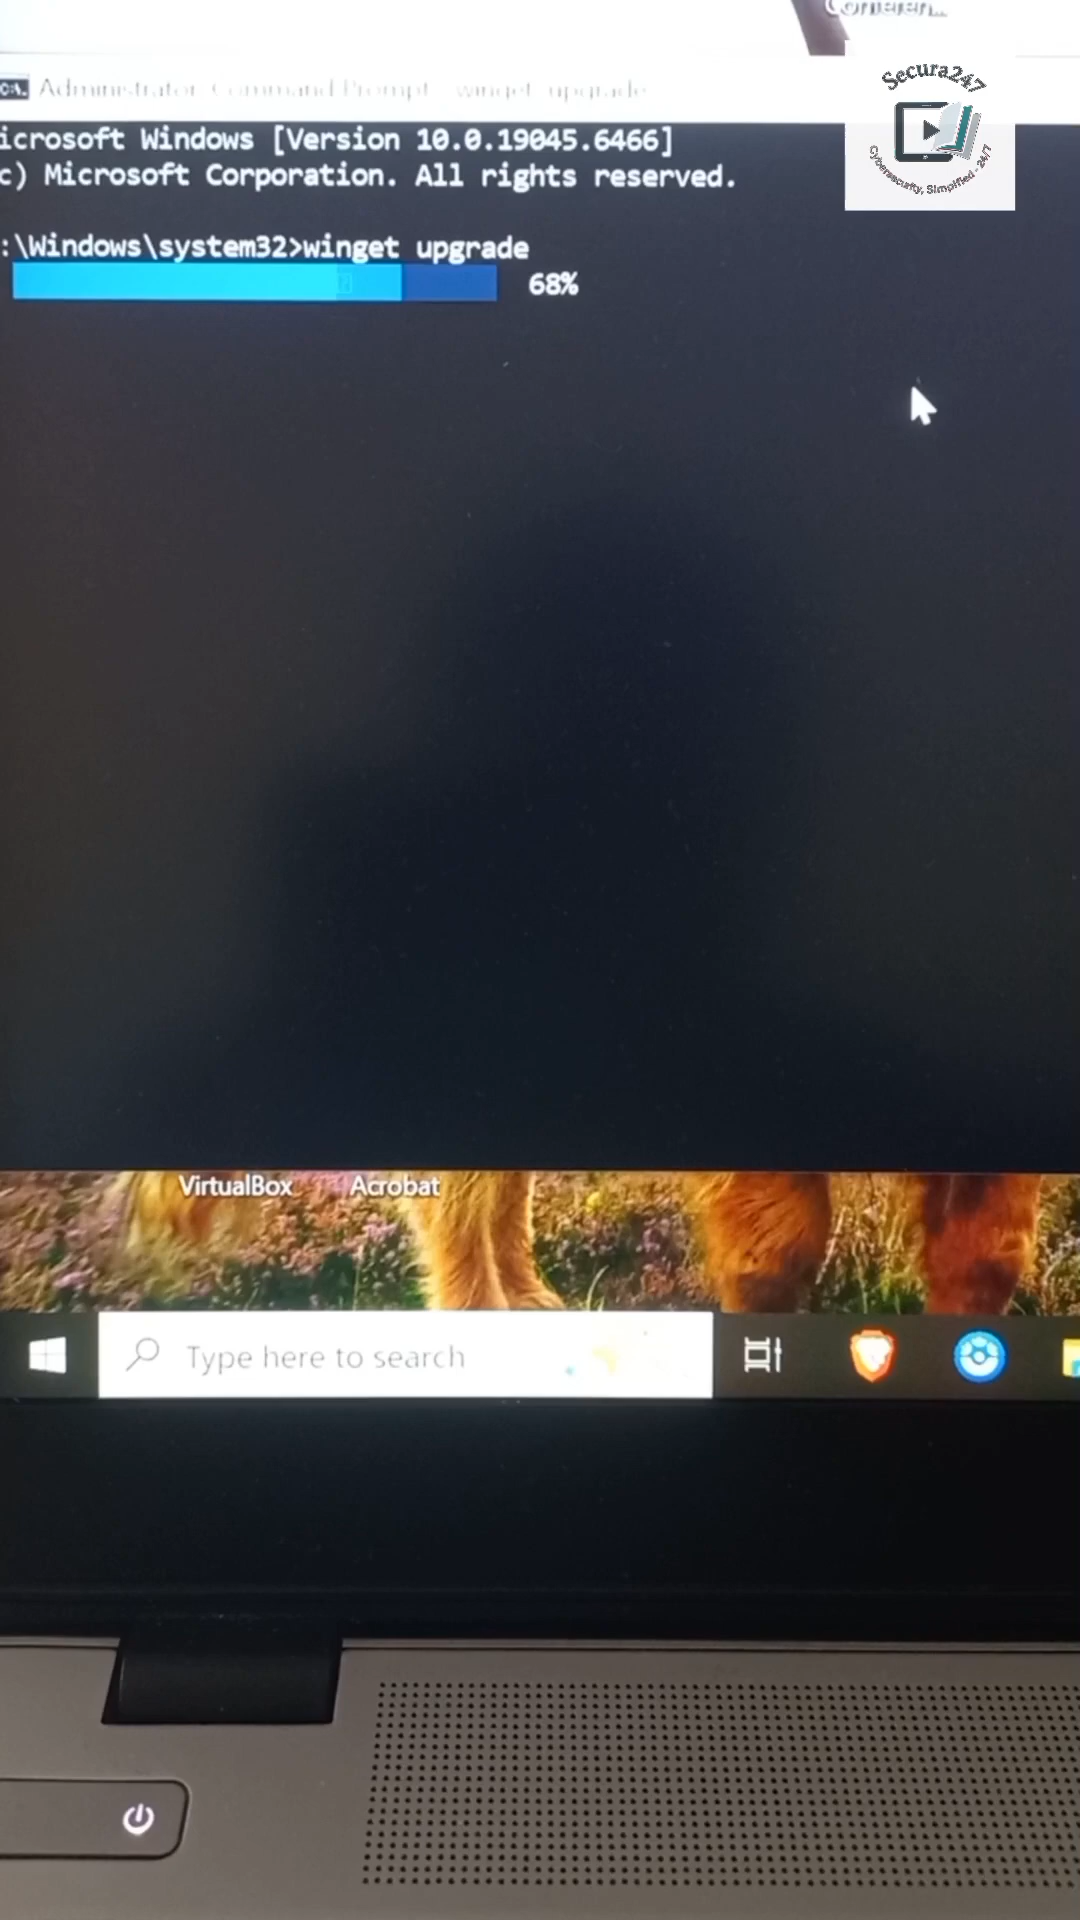 Secura247
Cybersecurity, Simplified - 24/7
Administrator: Command Prompt - winget upgrade
icrosoft Windows [Version 10.0.19045.6466]
c) Microsoft Corporation. All rights reserved.
:\Windows\system32>winget upgrade
68%
VirtualBox
Acrobat
Type here to search